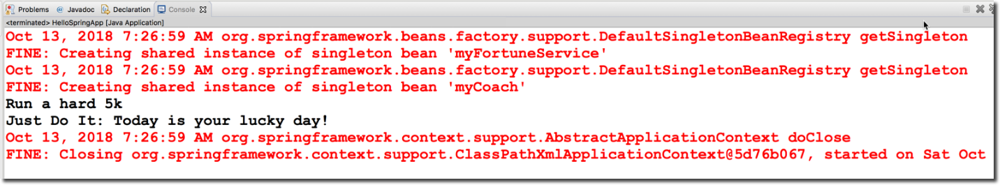 Problems @ Javadoc Declaration Console
<terminated> HelloSpringApp [Java Application]
Oct 13, 2018 7:26:59 AM org.springframework.beans.factory.support.DefaultSingletonBeanRegistry getSingleton
FINE: Creating shared instance of singleton bean 'myFortuneService'
Oct 13, 2018 7:26:59 AM org.springframework.beans.factory.support.DefaultSingletonBeanRegistry getSingleton
FINE: Creating shared instance of singleton bean 'myCoach'
Run a hard 5k
Just Do It: Today is your lucky day!
Oct 13, 2018 7:26:59 AM org.springframework.context.support.AbstractApplicationContext doClose
FINE: Closing org.springframework.context.support.ClassPathXmlApplicationContext@5d76b067, started on Sat Oct